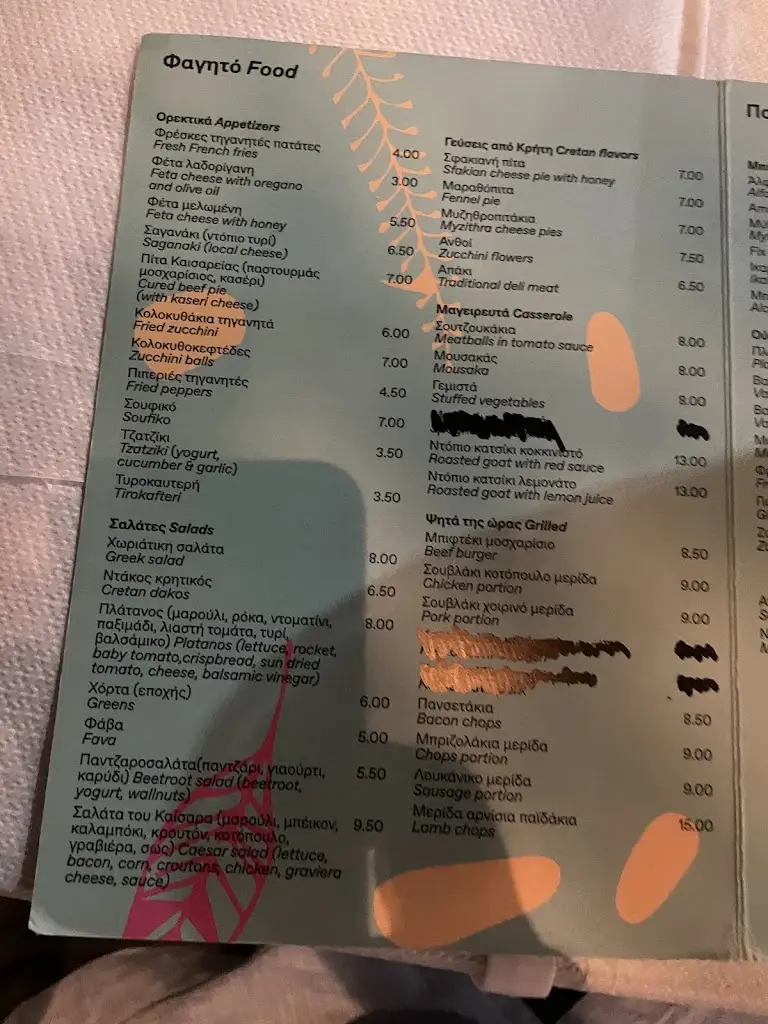 Φαγητό Food
Ορεκτικά Appetizers
Φρέσκες τηγανητές πατάτες
Fresh French fries 4.00
Φέτα λαδορίγανη
Feta cheese with oregano 3.00
and olive oil
Φέτα μελωμένη
Feta cheese with honey 5.50
Σαγανάκι (ντόπιο τυρί)
Saganaki (local cheese) 6.50
Πίτα Καισαρείας (παστουρμάς
μοσχαρίσιος, κασέρι) 7.00
Cured beef pie
(with kaseri cheese)
Κολοκυθάκια τηγανητά
Fried zucchini 6.00
Κολοκυθοκεφτέδες
Zucchini balls 7.00
Πιπεριές τηγανητές
Fried peppers 4.50
Σουφικό
Soufiko 7.00
Τζατζίκι
Tzatziki (yogurt, 3.50
cucumber & garlic)
Τυροκαυτερή
Tirokafteri 3.50
Σαλάτες Salads
Χωριάτικη σαλάτα
Greek salad 8.00
Ντάκος κρητικός
Cretan dakos 6.50
Πλάτανος (μαρούλι, ρόκα, ντοματίνι, 8.00
παξιμάδι, λιαστή τομάτα, τυρί,
βαλσάμικο) Platanos (lettuce, rocket,
baby tomato,crispbread, sun dried
tomato, cheese, balsamic vinegar)
Χόρτα (εποχής)
Greens 6.00
Φάβα
Fava 5.00
Παντζαροσαλάτα(παντζάρι, γιαούρτι, 5.50
καρύδι) Beetroot salad (beetroot,
yogurt, wallnuts)
Σαλάτα του Καίσαρα (μαρούλι, μπέικον, 9.50
καλαμπόκι, κρουτόν, κοτόπουλο,
γραβιέρα, σως) Caesar salad (lettuce,
bacon, corn, croutons, chicken, graviera
cheese, sauce)
Γεύσεις από Κρήτη Cretan flavors
Σφακιανή πίτα
Sfakian cheese pie with honey 7.00
Μαραθόπιτα
Fennel pie 7.00
Μυζηθροπιτάκια
Myzithra cheese pies 7.00
Ανθοί
Zucchini flowers 7.50
Απάκι
Traditional deli meat 6.50
Μαγειρευτά Casserole
Σουτζουκάκια
Meatballs in tomato sauce 8.00
Μουσακάς
Mousaka 8.00
Γεμιστά
Stuffed vegetables 8.00
Ντόπιο κατσίκι κοκκινιστό
Roasted goat with red sauce 13.00
Ντόπιο κατσίκι λεμονάτο
Roasted goat with lemon juice 13.00
Ψητά της ώρας Grilled
Μπιφτέκι μοσχαρίσιο
Beef burger 8.50
Σουβλάκι κοτόπουλο μερίδα
Chicken portion 9.00
Σουβλάκι χοιρινό μερίδα
Pork portion 9.00
Πανσετάκια
Bacon chops 8.50
Μπριζολάκια μερίδα
Chops portion 9.00
Λουκάνικο μερίδα
Sausage portion 9.00
Μερίδα αρνίσια παϊδάκια
Lamb chops 15.00